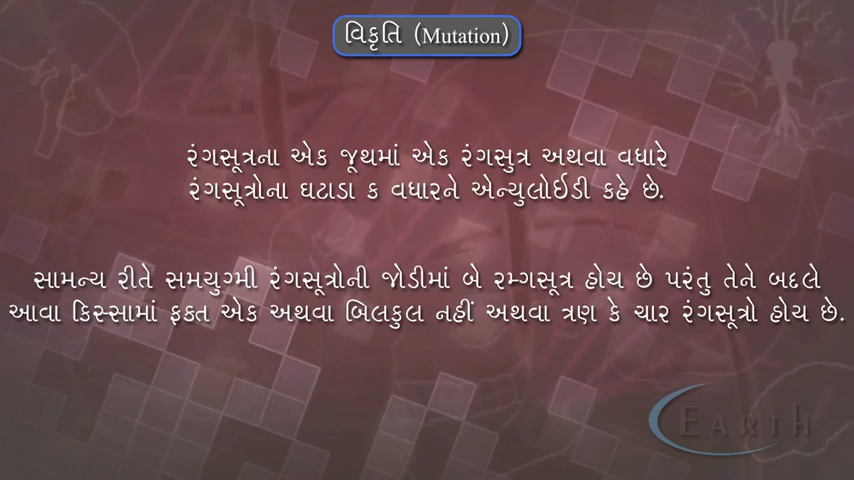 વિકૃતિ (Mutation)
રંગસૂત્રના એક જૂથમાં એક રંગસુત્ર અથવા વધારે
રંગસૂત્રોના ઘટાડા ક વધારને એન્યુલોઈડી કહે છે.
સામન્ય રીતે સમયુગ્મી રંગસૂત્રોની જોડીમાં બે રમ્ગસૂત્ર હોય છે પરંતુ તેને બદલે
આવા કિસ્સામાં ફકત એક અથવા બિલકુલ નહીં અથવા ત્રણ કે ચાર રંગસૂત્રો હોય છે.
EARTH